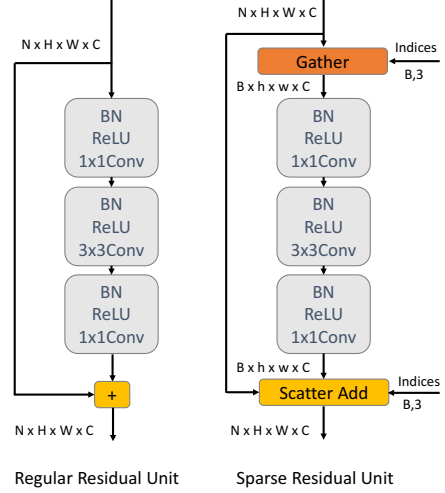 N x H x W x C
BN
ReLU
1x1Conv
BN
ReLU
3x3Conv
BN
ReLU
1x1Conv
+
N x H x W x C
Regular Residual Unit
N x H x W x C
Gather
Indices
B,3
B x h x w x C
BN
ReLU
1x1Conv
BN
ReLU
3x3Conv
BN
ReLU
1x1Conv
B x h x w x C
Scatter Add
Indices
B,3
N x H x W x C
Sparse Residual Unit